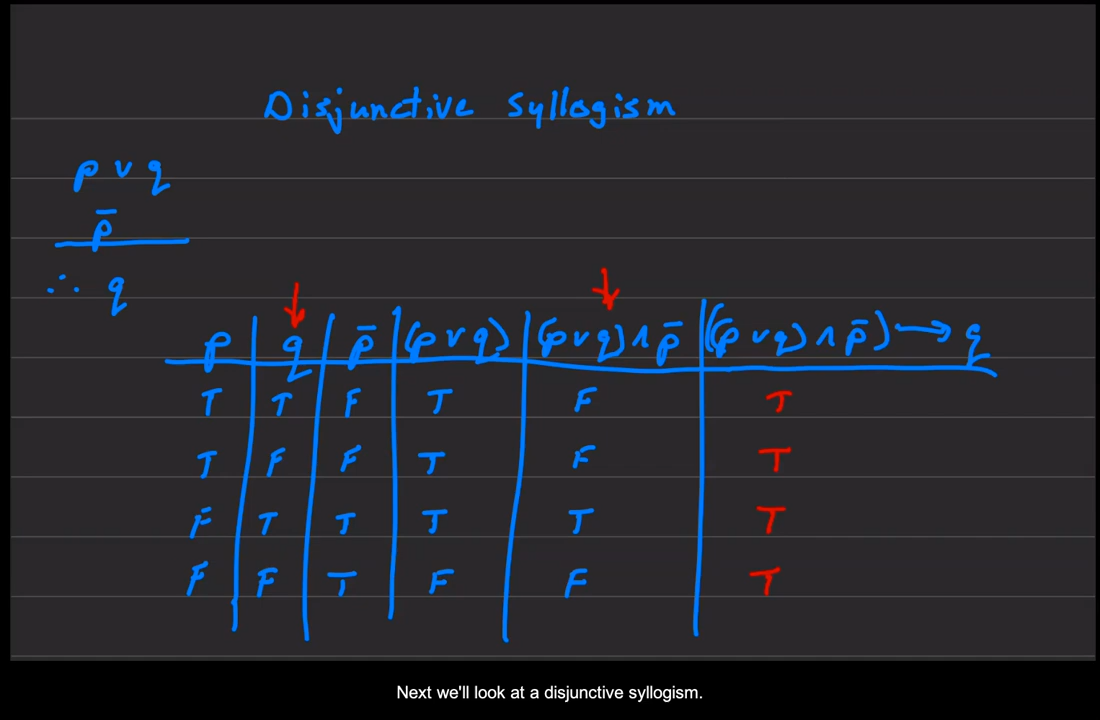 Disjunctive Syllogism
p ∨ q
p̄
∴ q
p | q | p̄ | (p ∨ q) | (p ∨ q) ∧ p̄ | ((p ∨ q) ∧ p̄) → q
T | T | F | T | F | T
T | F | F | T | F | T
F | T | T | T | T | T
F | F | T | F | F | T
Next we'll look at a disjunctive syllogism.